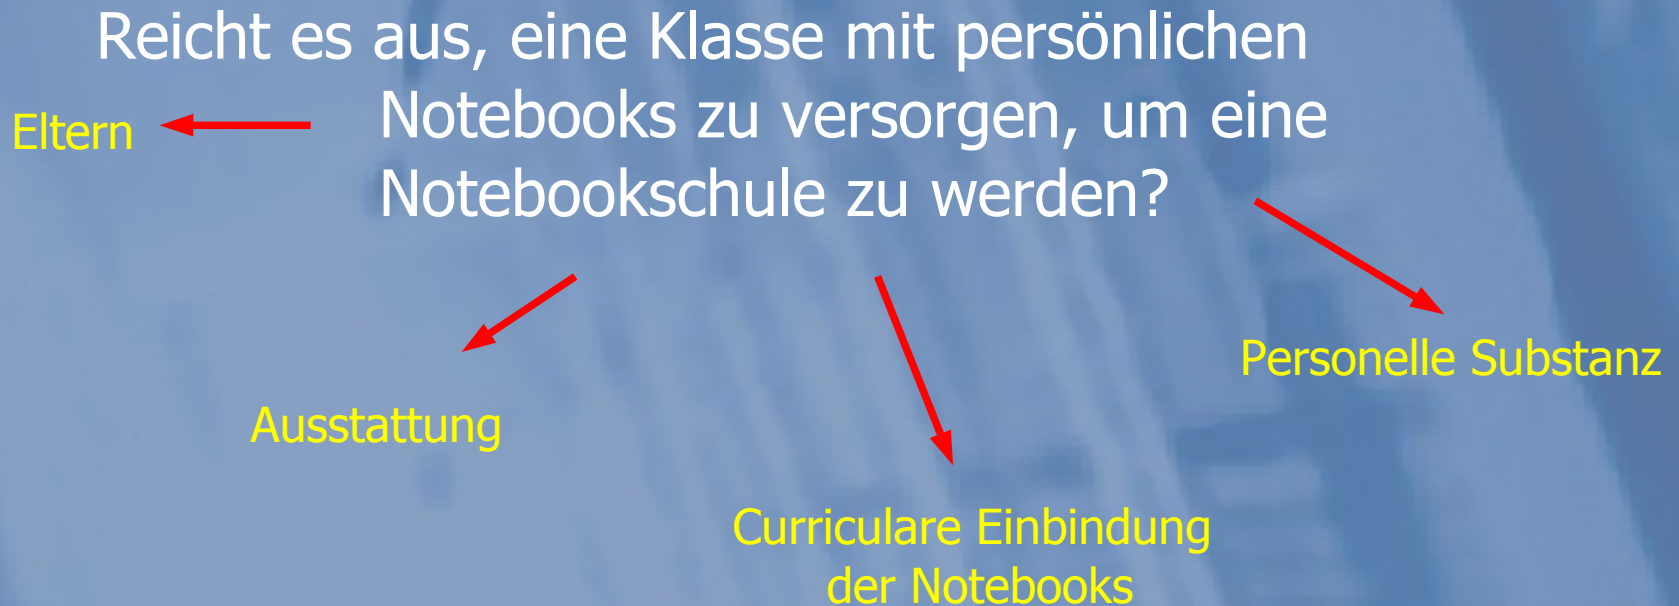 Reicht es aus, eine Klasse mit persönlichen
Notebooks zu versorgen, um eine
Notebookschule zu werden?
Eltern
Ausstattung
Curriculare Einbindung
der Notebooks
Personelle Substanz